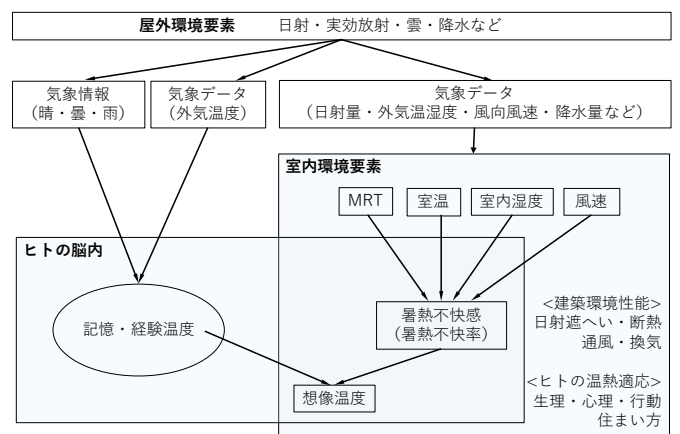 屋外環境要素 日射・実効放射・雲・降水など
気象情報
（晴・曇・雨）
気象データ
（外気温度）
気象データ
（日射量・外気温湿度・風向風速・降水量など）
室内環境要素
MRT
室温
室内湿度
風速
ヒトの脳内
記憶・経験温度
暑熱不快感
（暑熱不快率）
想像温度
<建築環境性能>
日射遮へい・断熱
通風・換気
<ヒトの温熱適応>
生理・心理・行動
住まい方